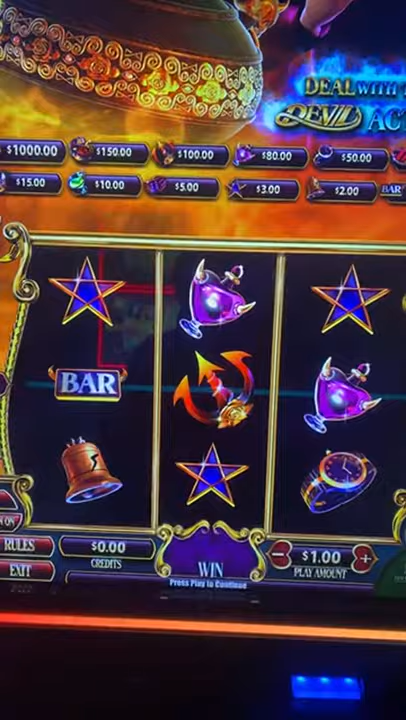 DEAL WITH
DEVIL
$1000.00 $150.00 $100.00 $80.00 $50.00
$15.00 $10.00 $5.00 $3.00 $2.00 BAR
BAR
RULES
$0.00
CREDITS
EXIT
WIN
Press Play to Continue
$1.00
PLAY AMOUNT